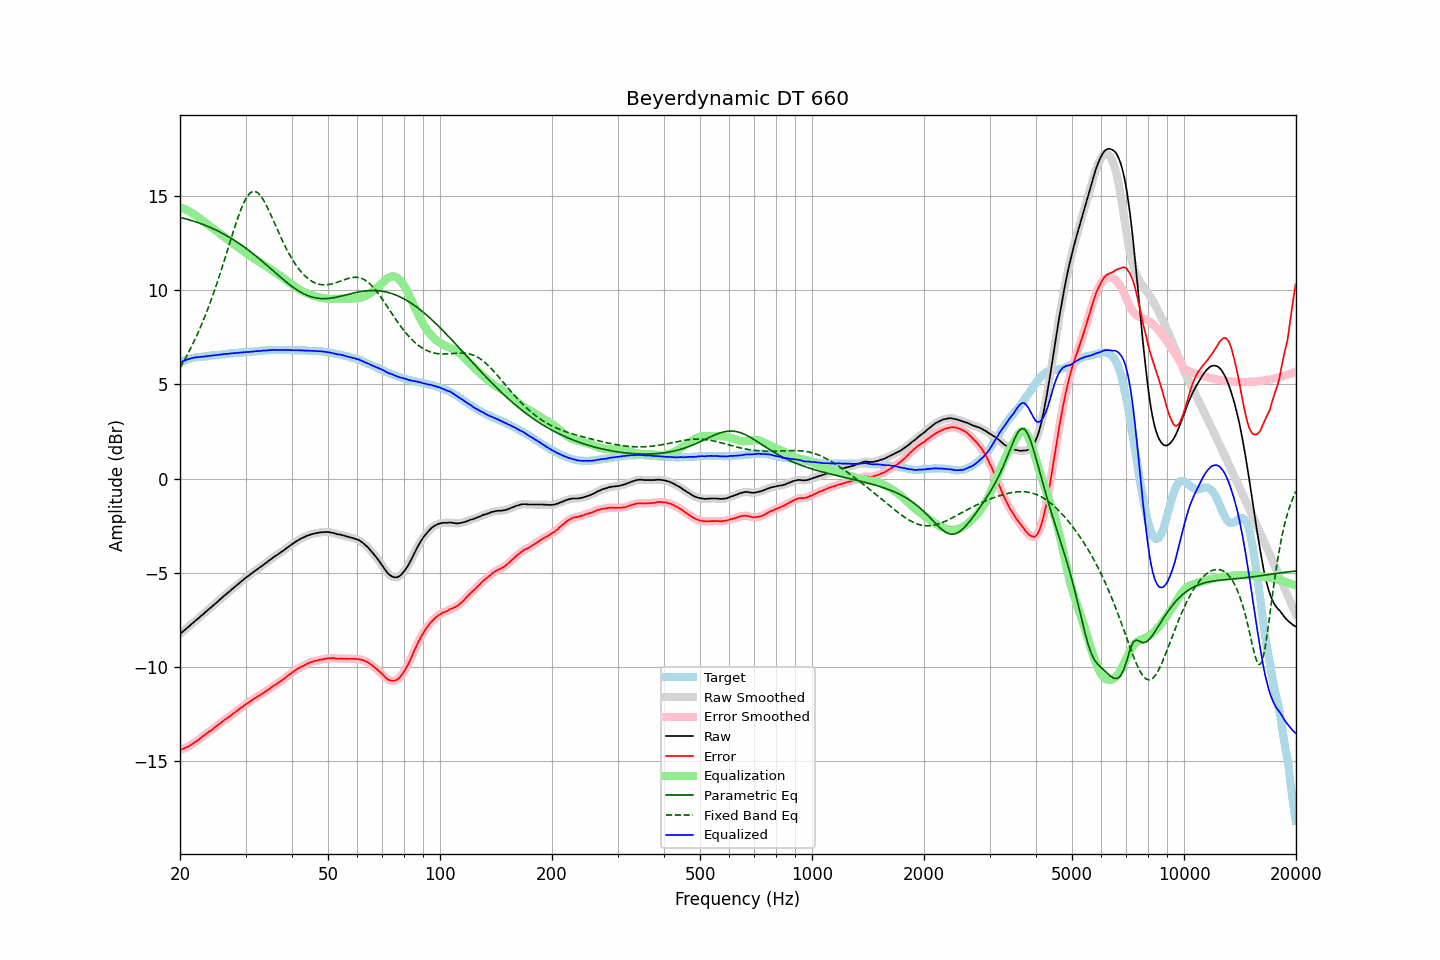 Beyerdynamic DT 660
Amplitude (dBr)
15
10
5
0
−5
−10
−15
Target
Raw Smoothed
Error Smoothed
Raw
Error
Equalization
Parametric Eq
Fixed Band Eq
Equalized
20
50
100
200
500
1000
2000
5000
10000
20000
Frequency (Hz)